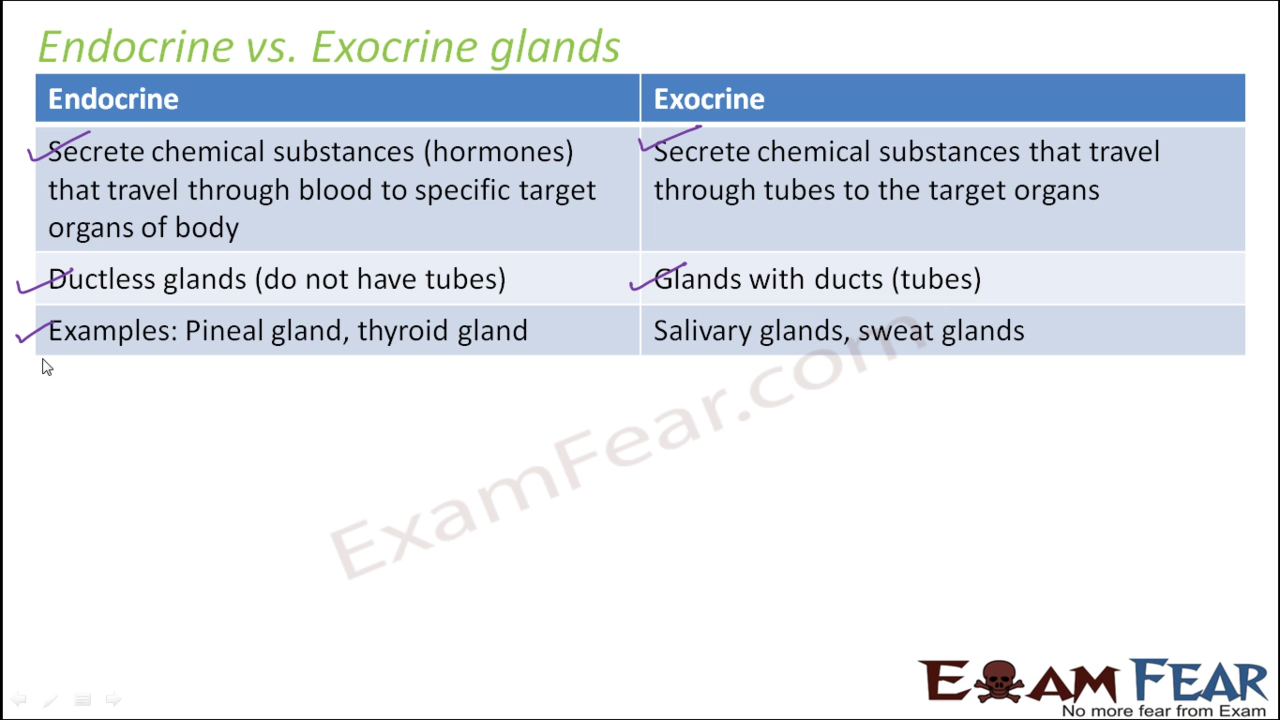 Endocrine vs. Exocrine glands
Endocrine
Exocrine
Secrete chemical substances (hormones)
that travel through blood to specific target
organs of body
Secrete chemical substances that travel
through tubes to the target organs
Ductless glands (do not have tubes)
Glands with ducts (tubes)
Examples: Pineal gland, thyroid gland
Salivary glands, sweat glands
ExamFear.com
EXAM FEAR
No more fear from Exam